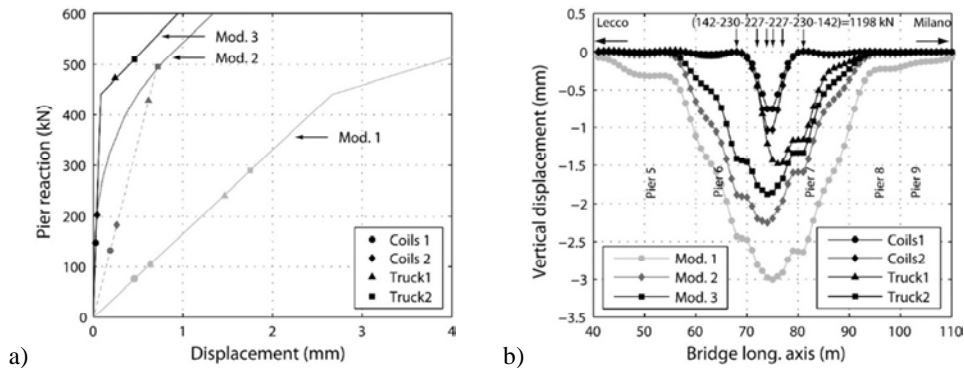 600
500
400
300
200
100
0
Pier reaction (kN)
Mod. 3
Mod. 2
Mod. 1
Coils 1
Coils 2
Truck1
Truck2
0 1 2 3 4
Displacement (mm)
a)
0.5
0
−0.5
−1
−1.5
−2
−2.5
−3
−3.5
Vertical displacement (mm)
Lecco
(142-230-227-227-230-142)=1198 kN
Milano
Pier 5
Pier 6
Pier 7
Pier 8
Pier 9
Mod. 1
Mod. 2
Mod. 3
Coils1
Coils2
Truck1
Truck2
40 50 60 70 80 90 100 110
Bridge long. axis (m)
b)